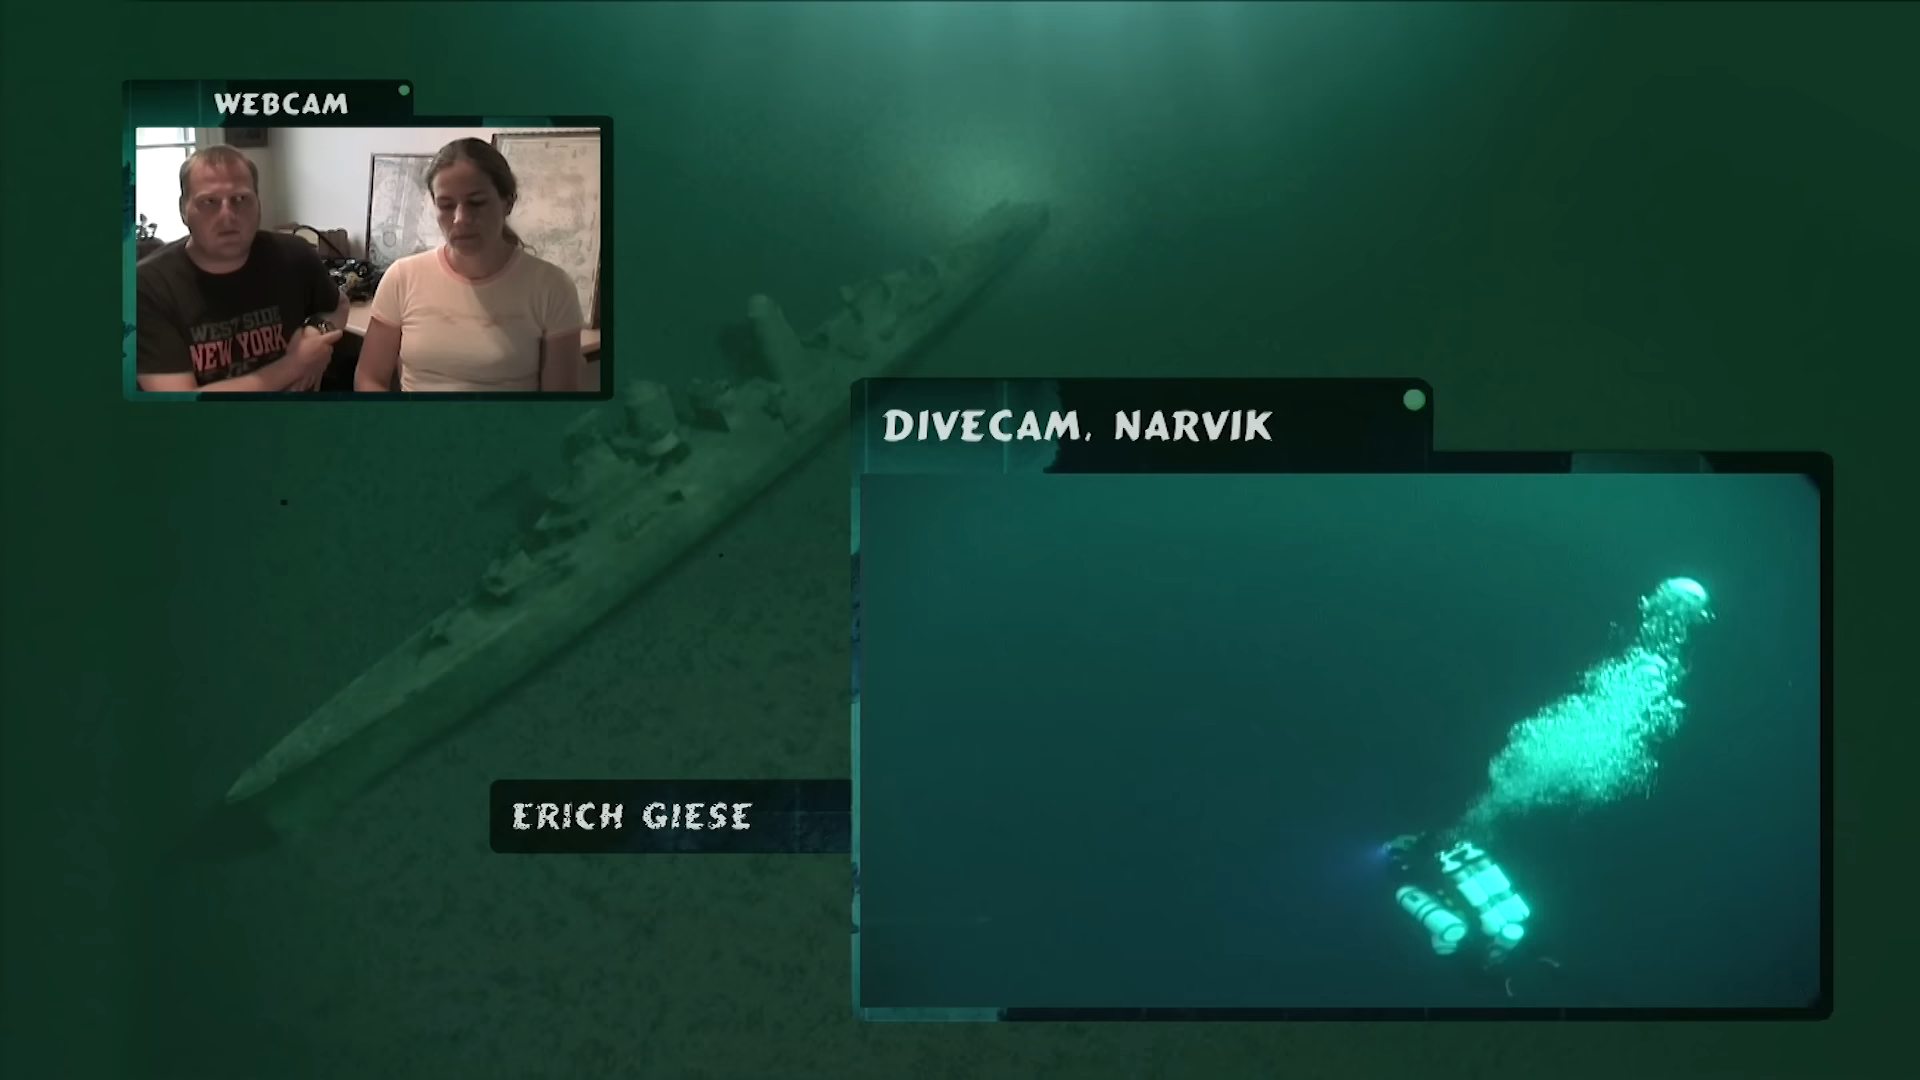 WEBCAM
WEST SIDE
NEW YORK
DIVECAM, NARVIK
ERICH GIESE